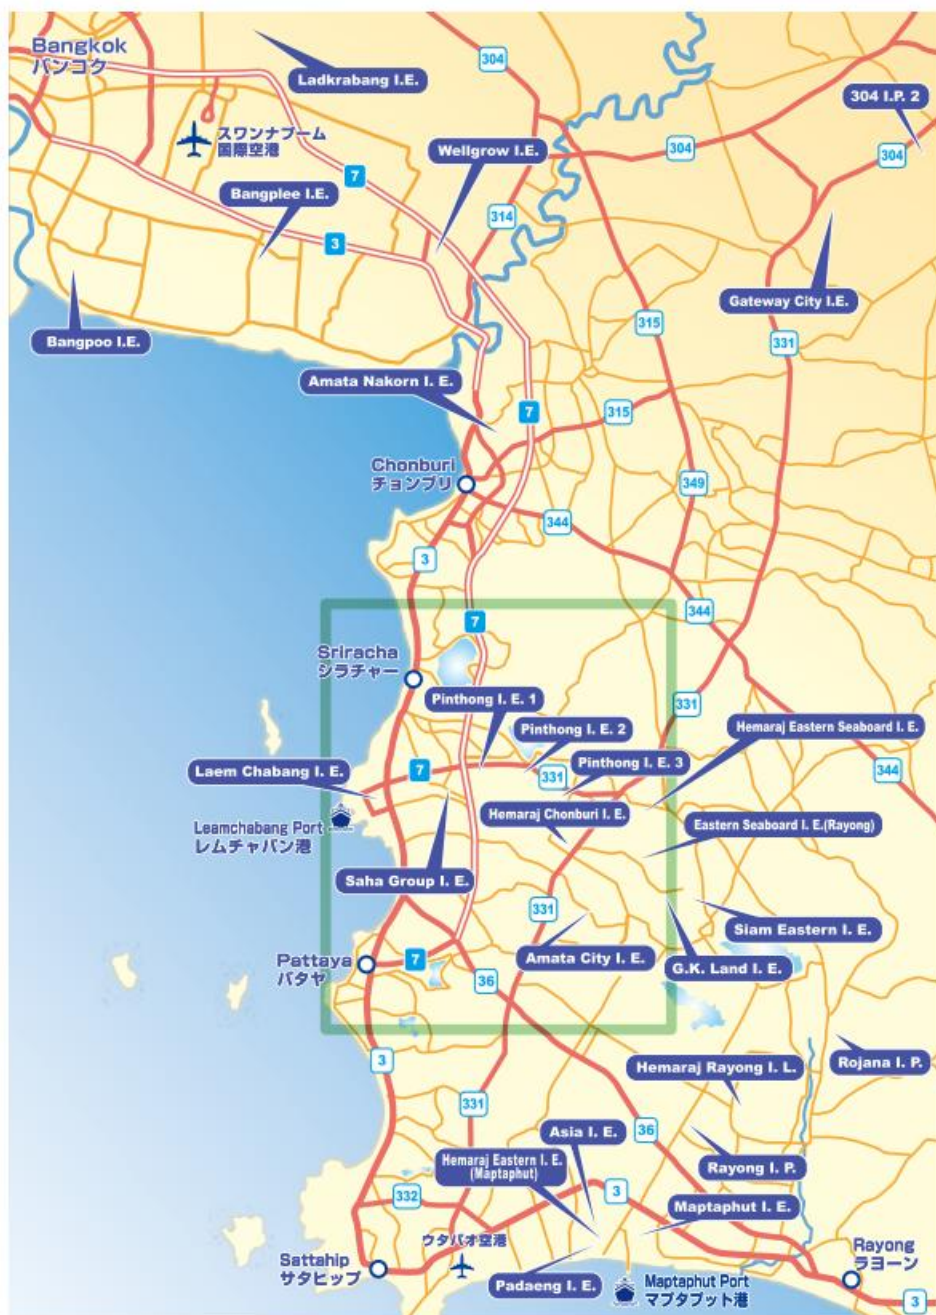 Bangkok
バンコク
Ladkrabang I.E.
304
304 I.P. 2
スワンナプーム
国際空港
Wellgrow I.E.
304
304
7
Bangplee I.E.
314
3
Gateway City I.E.
Bangpoo I.E.
315
331
Amata Nakorn I. E.
7
315
Chonburi
チョンブリ
349
344
3
344
7
Sriracha
シラチャー
Pinthong I. E. 1
331
Hemaraj Eastern Seaboard I. E.
Pinthong I. E. 2
Laem Chabang I. E.
7
331
Pinthong I. E. 3
344
Hemaraj Chonburi I. E.
Leamchabang Port
レムチャバン港
Eastern Seaboard I. E.(Rayong)
Saha Group I. E.
331
Siam Eastern I. E.
Pattaya
パタヤ
7
Amata City I. E.
G.K. Land I. E.
36
3
Hemaraj Rayong I. L.
Rojana I. P.
331
Asia I. E.
36
Hemaraj Eastern I. E.
(Maptaphut)
Rayong I. P.
332
3
Maptaphut I. E.
ウタパオ空港
Sattahip
サタヒップ
Padaeng I. E.
Maptaphut Port
マプタプット港
Rayong
ラヨーン
3